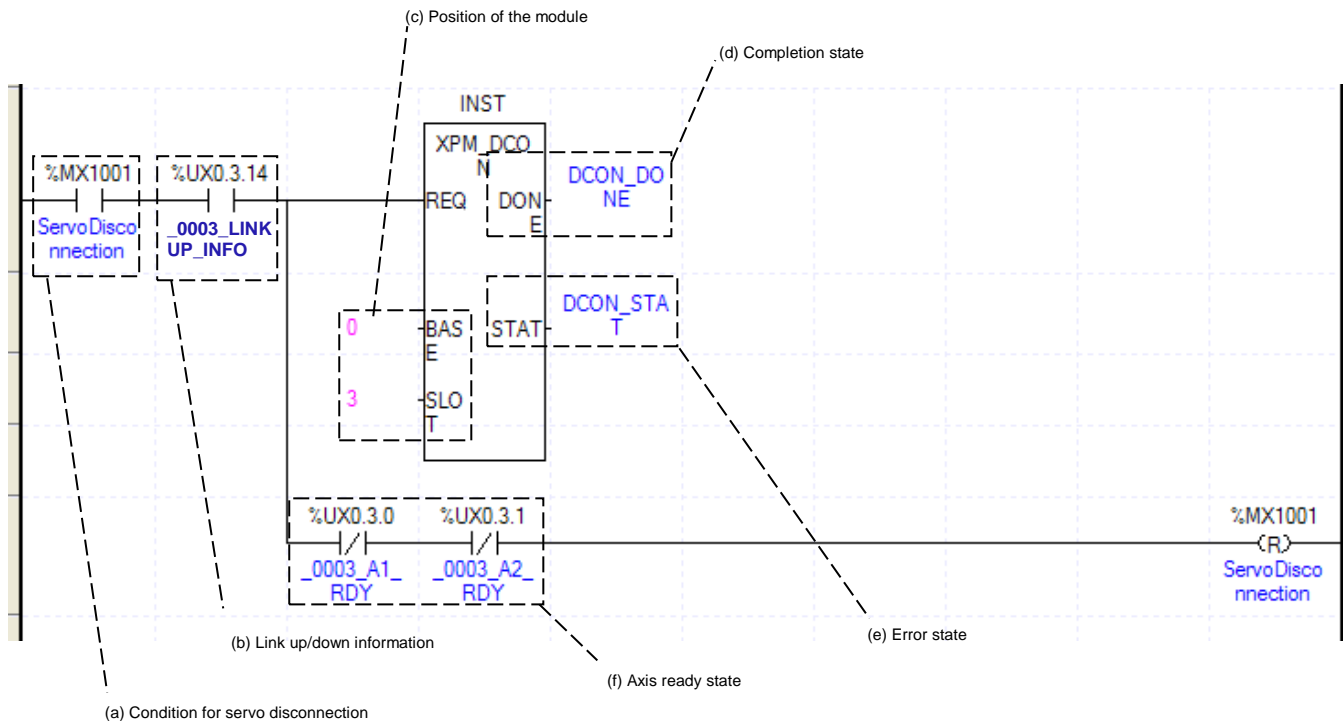 (c) Position of the module
(d) Completion state
INST
XPM_DCO
N
%MX1001
%UX0.3.14
REQ
DON
E
DCON_DO
NE
ServoDisco
nnection
_0003_LINK
UP_INFO
0
BAS
E
STAT
DCON_STA
T
3
SLO
T
%UX0.3.0
%UX0.3.1
%MX1001
R
_0003_A1_
RDY
_0003_A2_
RDY
ServoDisco
nnection
(b) Link up/down information
(e) Error state
(f) Axis ready state
(a) Condition for servo disconnection